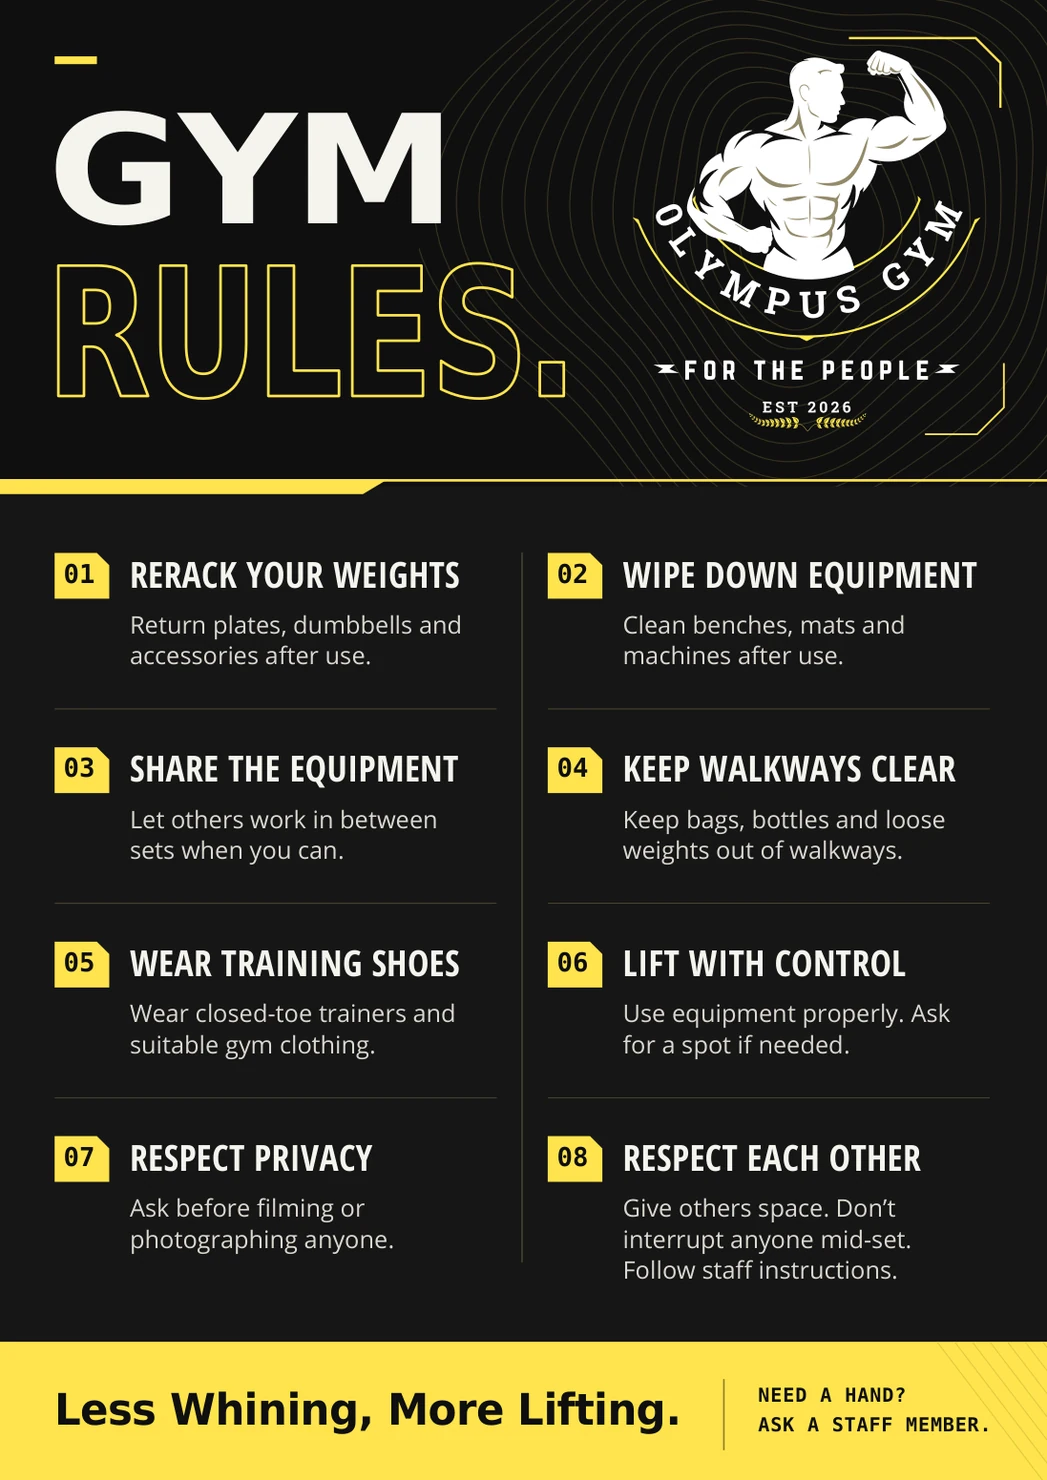 GYM
RULES.
OLYMPUS GYM
FOR THE PEOPLE
EST 2026
01
RERACK YOUR WEIGHTS
Return plates, dumbbells and
accessories after use.
02
WIPE DOWN EQUIPMENT
Clean benches, mats and
machines after use.
03
SHARE THE EQUIPMENT
Let others work in between
sets when you can.
04
KEEP WALKWAYS CLEAR
Keep bags, bottles and loose
weights out of walkways.
05
WEAR TRAINING SHOES
Wear closed-toe trainers and
suitable gym clothing.
06
LIFT WITH CONTROL
Use equipment properly. Ask
for a spot if needed.
07
RESPECT PRIVACY
Ask before filming or
photographing anyone.
08
RESPECT EACH OTHER
Give others space. Don’t
interrupt anyone mid-set.
Follow staff instructions.
Less Whining, More Lifting.
NEED A HAND?
ASK A STAFF MEMBER.